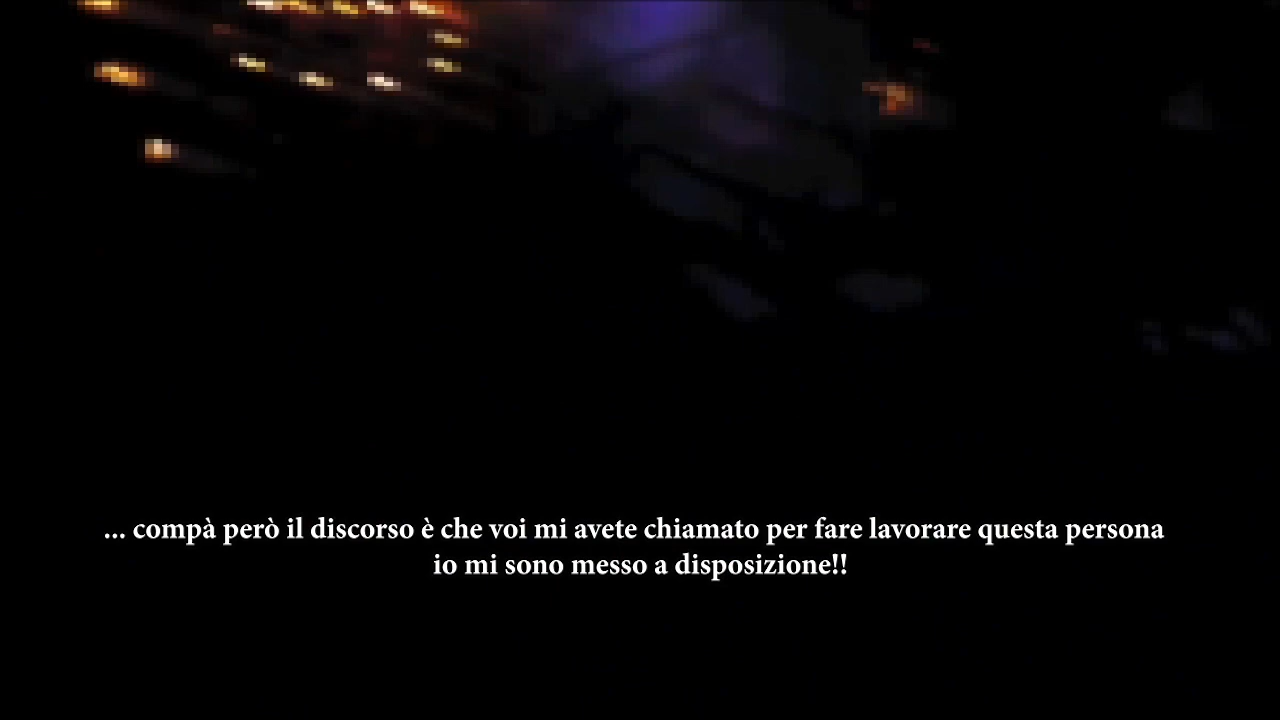 ... compà però il discorso è che voi mi avete chiamato per fare lavorare questa persona
io mi sono messo a disposizione!!